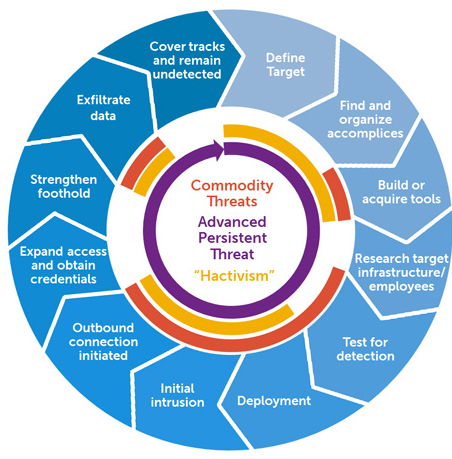 Define
Target
Find and
organize
accomplices
Build or
acquire tools
Research target
infrastructure/
employees
Test for
detection
Deployment
Initial
intrusion
Outbound
connection
initiated
Expand access
and obtain
credentials
Strengthen
foothold
Exfiltrate
data
Cover tracks
and remain
undetected
Commodity
Threats
Advanced
Persistent
Threat
“Hactivism”